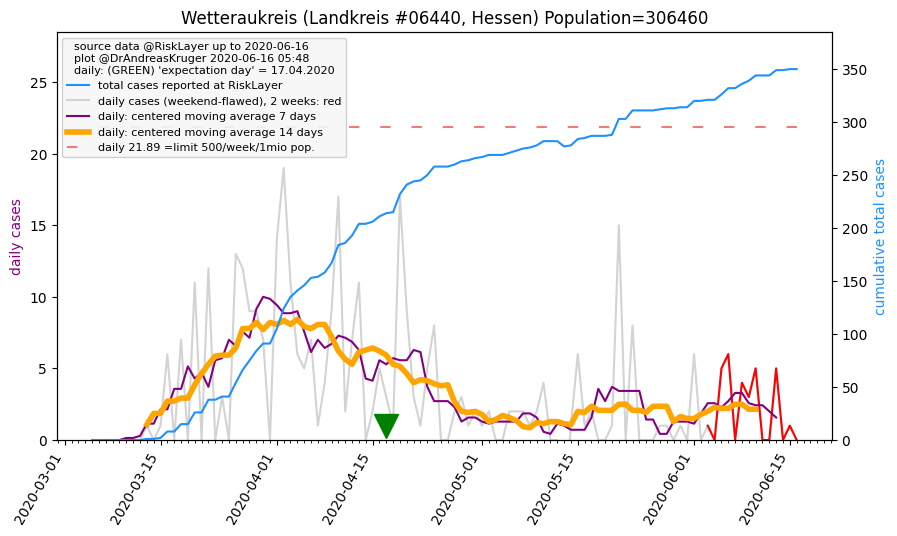 Wetteraukreis (Landkreis #06440, Hessen) Population=306460
source data @RiskLayer up to 2020-06-16
plot @DrAndreasKruger 2020-06-16 05:48
daily: (GREEN) 'expectation day' = 17.04.2020
total cases reported at RiskLayer
daily cases (weekend-flawed), 2 weeks: red
daily: centered moving average 7 days
daily: centered moving average 14 days
daily 21.89 =limit 500/week/1mio pop.
daily cases
25
20
15
10
5
0
350
300
250
200
150
100
50
0
cumulative total cases
2020-03-01
2020-03-15
2020-04-01
2020-04-15
2020-05-01
2020-05-15
2020-06-01
2020-06-15